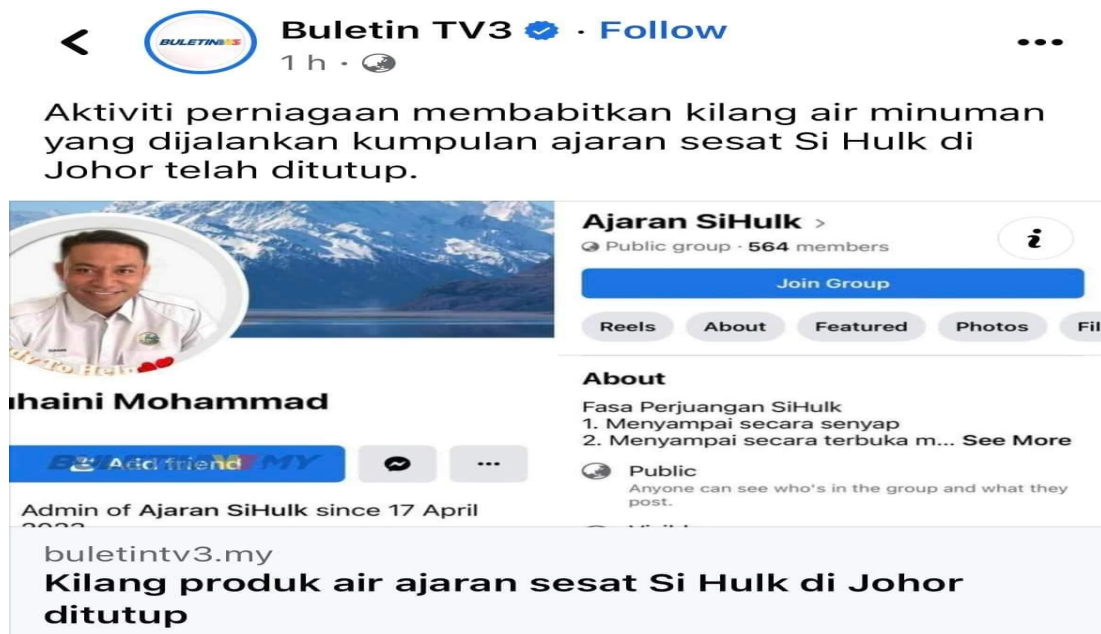 Buletin TV3 · Follow
1 h ·
BULETIN
Aktiviti perniagaan membabitkan kilang air minuman
yang dijalankan kumpulan ajaran sesat Si Hulk di
Johor telah ditutup.
haini Mohammad
Add friend
Admin of Ajaran SiHulk since 17 April
Ajaran SiHulk >
Public group · 564 members
i
Join Group
Reels About Featured Photos Fil
About
Fasa Perjuangan SiHulk
1. Menyampai secara senyap
2. Menyampai secara terbuka m... See More
Public
Anyone can see who's in the group and what they
post.
buletintv3.my
Kilang produk air ajaran sesat Si Hulk di Johor
ditutup